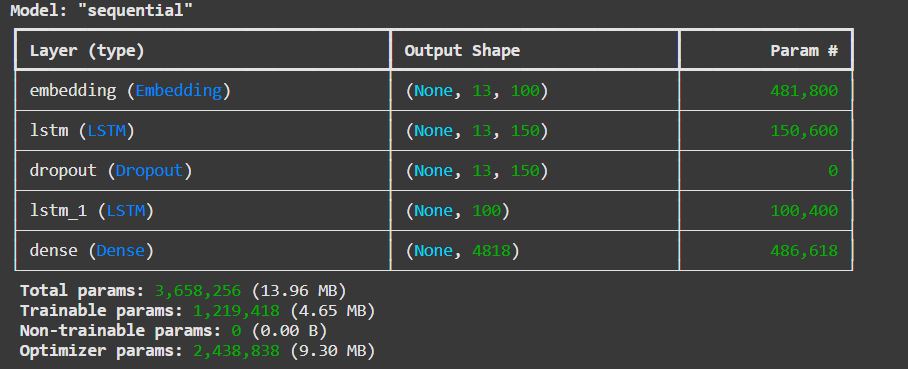 Model: "sequential"
Layer (type) Output Shape Param #
embedding (Embedding) (None, 13, 100) 481,800
lstm (LSTM) (None, 13, 150) 150,600
dropout (Dropout) (None, 13, 150) 0
lstm_1 (LSTM) (None, 100) 100,400
dense (Dense) (None, 4818) 486,618
Total params: 3,658,256 (13.96 MB)
Trainable params: 1,219,418 (4.65 MB)
Non-trainable params: 0 (0.00 B)
Optimizer params: 2,438,838 (9.30 MB)